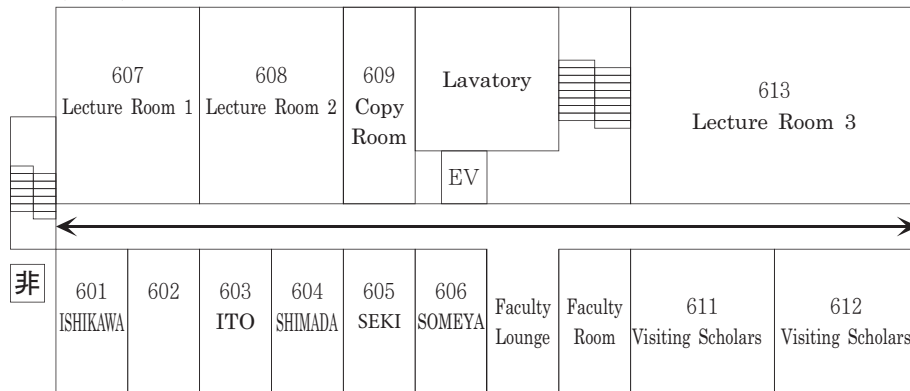 607
Lecture Room 1
608
Lecture Room 2
609
Copy
Room
Lavatory
EV
613
Lecture Room 3
非
601
ISHIKAWA
602
603
ITO
604
SHIMADA
605
SEKI
606
SOMEYA
Faculty
Lounge
Faculty
Room
611
Visiting Scholars
612
Visiting Scholars